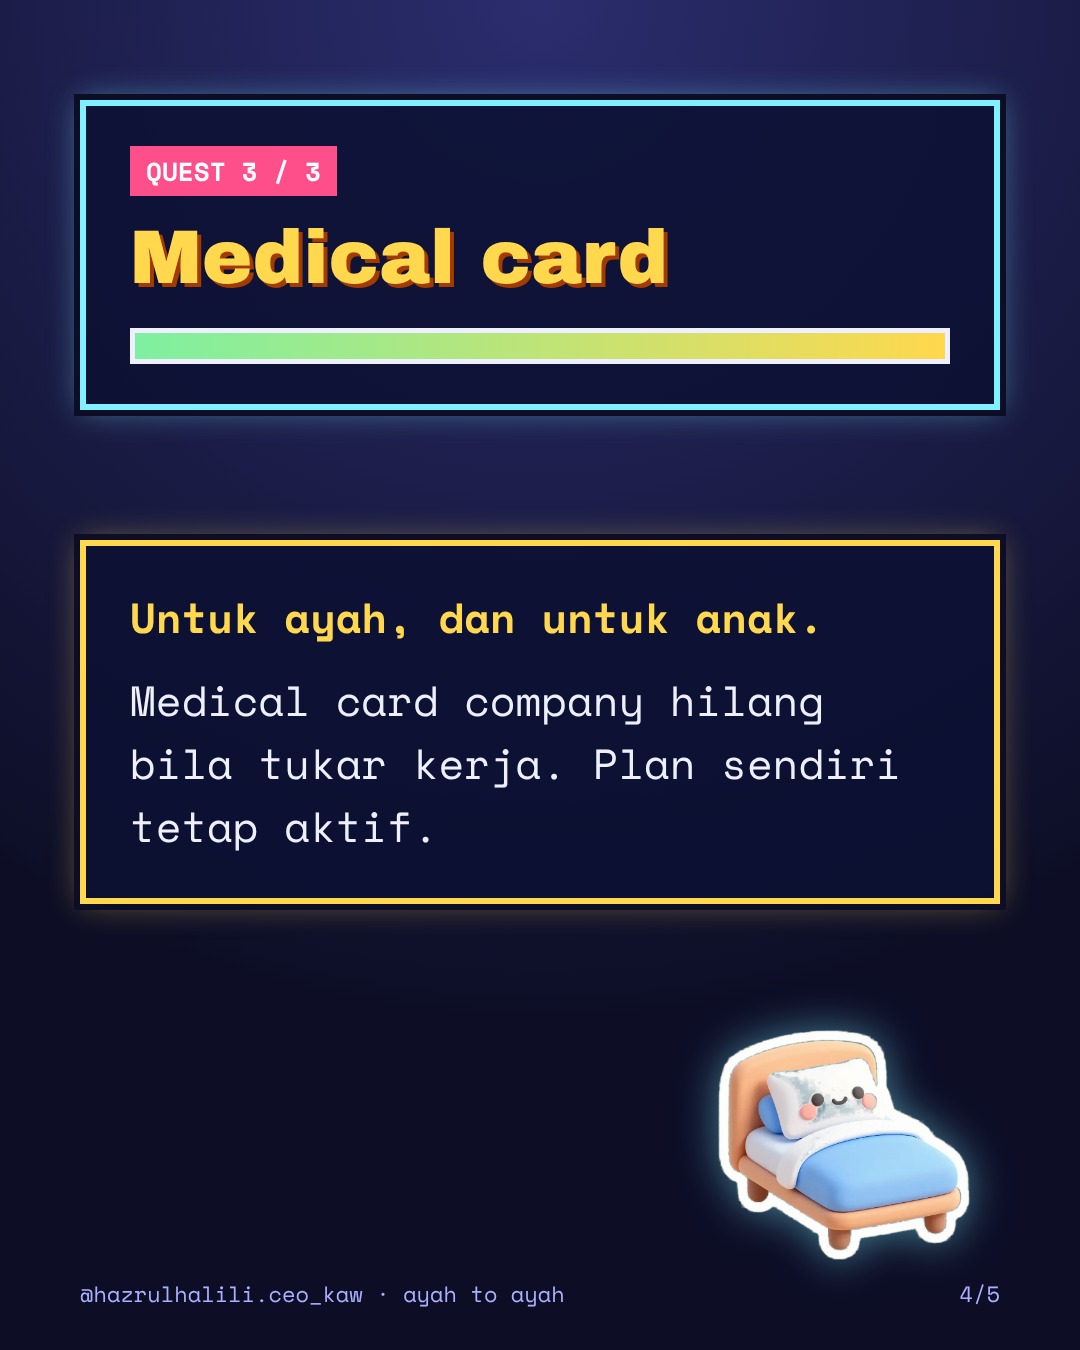 QUEST 3 / 3
Medical card
Untuk ayah, dan untuk anak.
Medical card company hilang
bila tukar kerja. Plan sendiri
tetap aktif.
@hazrulhalili.ceo_kaw · ayah to ayah
4/5